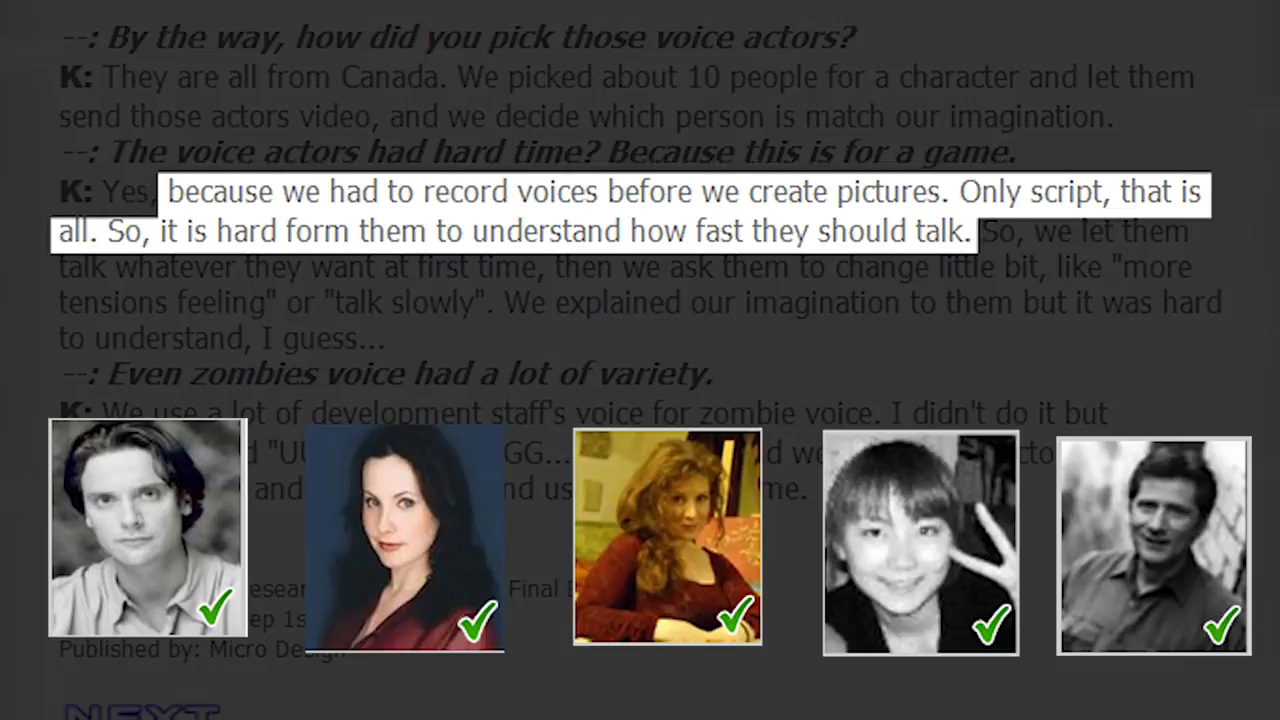 --: By the way, how did you pick those voice actors?
K: They are all from Canada. We picked about 10 people for a character and let them
send those actors video, and we decide which person is match our imagination.
--: The voice actors had hard time? Because this is for a game.
K: Yes, because we had to record voices before we create pictures. Only script, that is
all. So, it is hard form them to understand how fast they should talk. So, we let them
talk whatever they want at first time, then we ask them to change little bit, like "more
tensions feeling" or "talk slowly". We explained our imagination to them but it was hard
to understand, I guess...
--: Even zombies voice had a lot of variety.
K: We use a lot of development staff's voice for zombie voice. I didn't do it but
and
me.
Final
Published by: Micro Design
NEXT